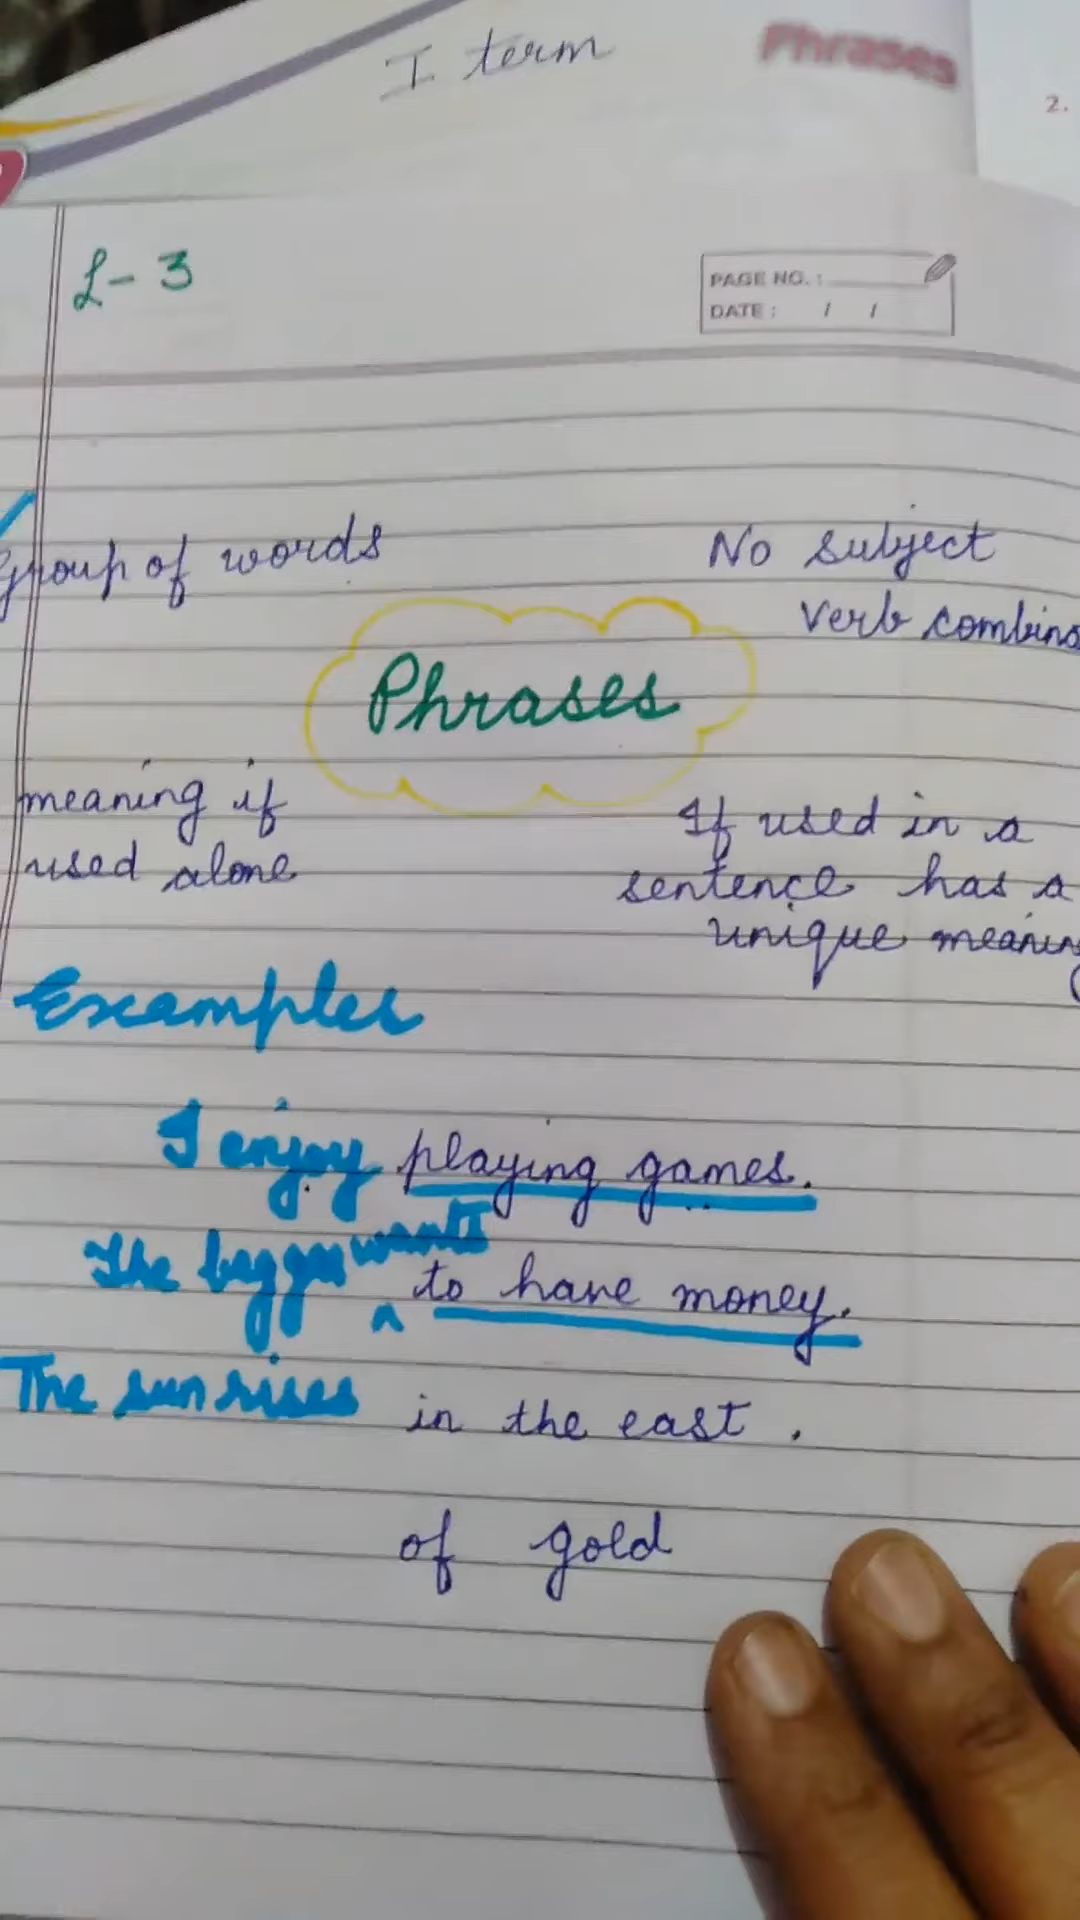 I term
Phrases
2.
L-3
PAGE NO. :
DATE : / /
Group of words
No subject
verb combina
Phrases
meaning if
used alone
If used in a
sentence has a
unique meaning
Examples
I enjoy playing games.
The beggar wants to have money.
The sun rises in the east .
of gold